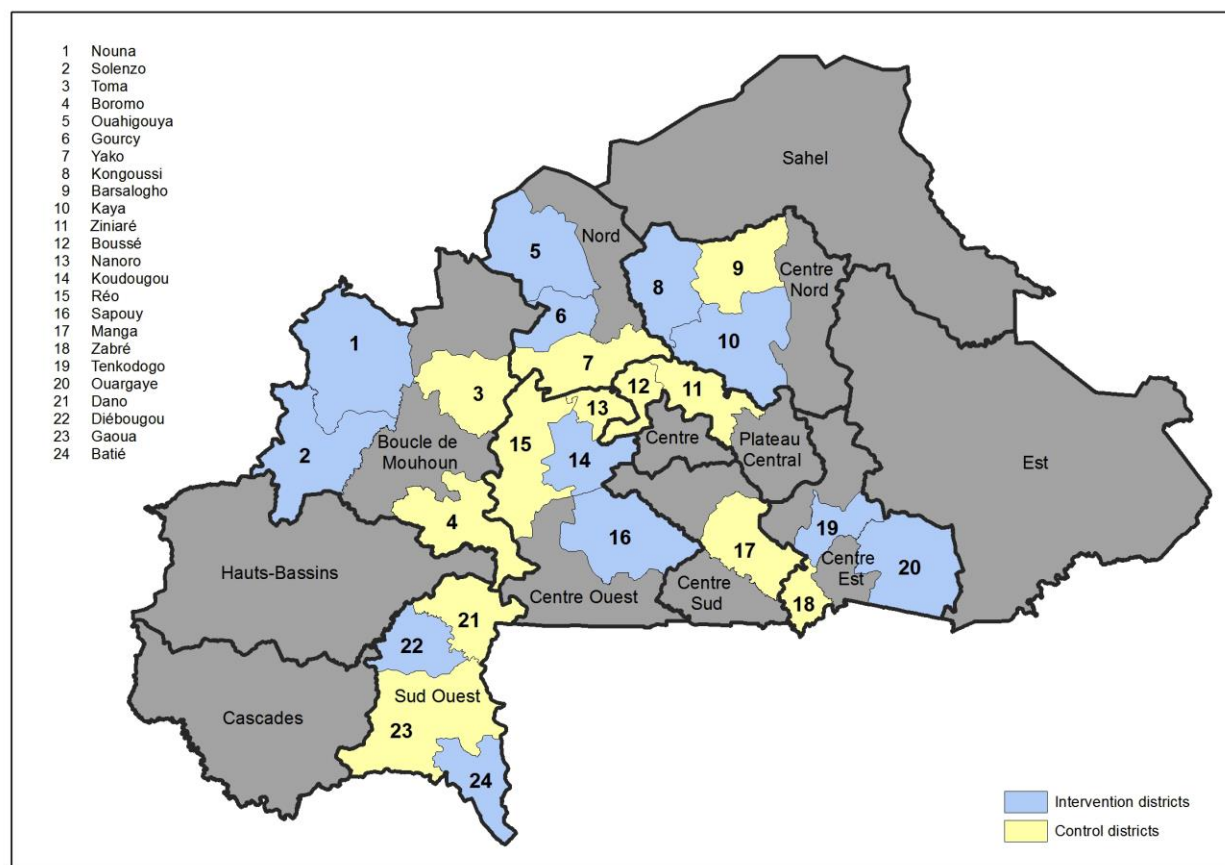 1 Nouna
2 Solenzo
3 Toma
4 Boromo
5 Ouahigouya
6 Gourcy
7 Yako
8 Kongoussi
9 Barsalogho
10 Kaya
11 Ziniaré
12 Boussé
13 Nanoro
14 Koudougou
15 Réo
16 Sapouy
17 Manga
18 Zabré
19 Tenkodogo
20 Ouargaye
21 Dano
22 Diébougou
23 Gaoua
24 Batié
Sahel
Nord
5
Centre
Nord
9
8
6
10
1
7
3
12
11
13
15
Boucle de
Mouhoun
Centre
Plateau
Central
2
14
Est
4
16
17
19
Centre
Est
20
Hauts-Bassins
Centre Ouest
Centre
Sud
18
21
22
Sud Ouest
Cascades
23
24
Intervention districts
Control districts